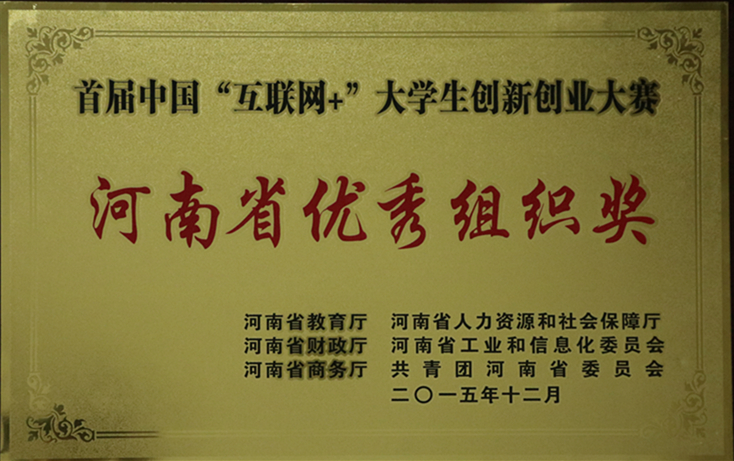 首届中国“互联网+”大学生创新创业大赛
河南省优秀组织奖
河南省教育厅 河南省人力资源和社会保障厅
河南省财政厅 河南省工业和信息化委员会
河南省商务厅 共青团河南省委员会
二〇一五年十二月